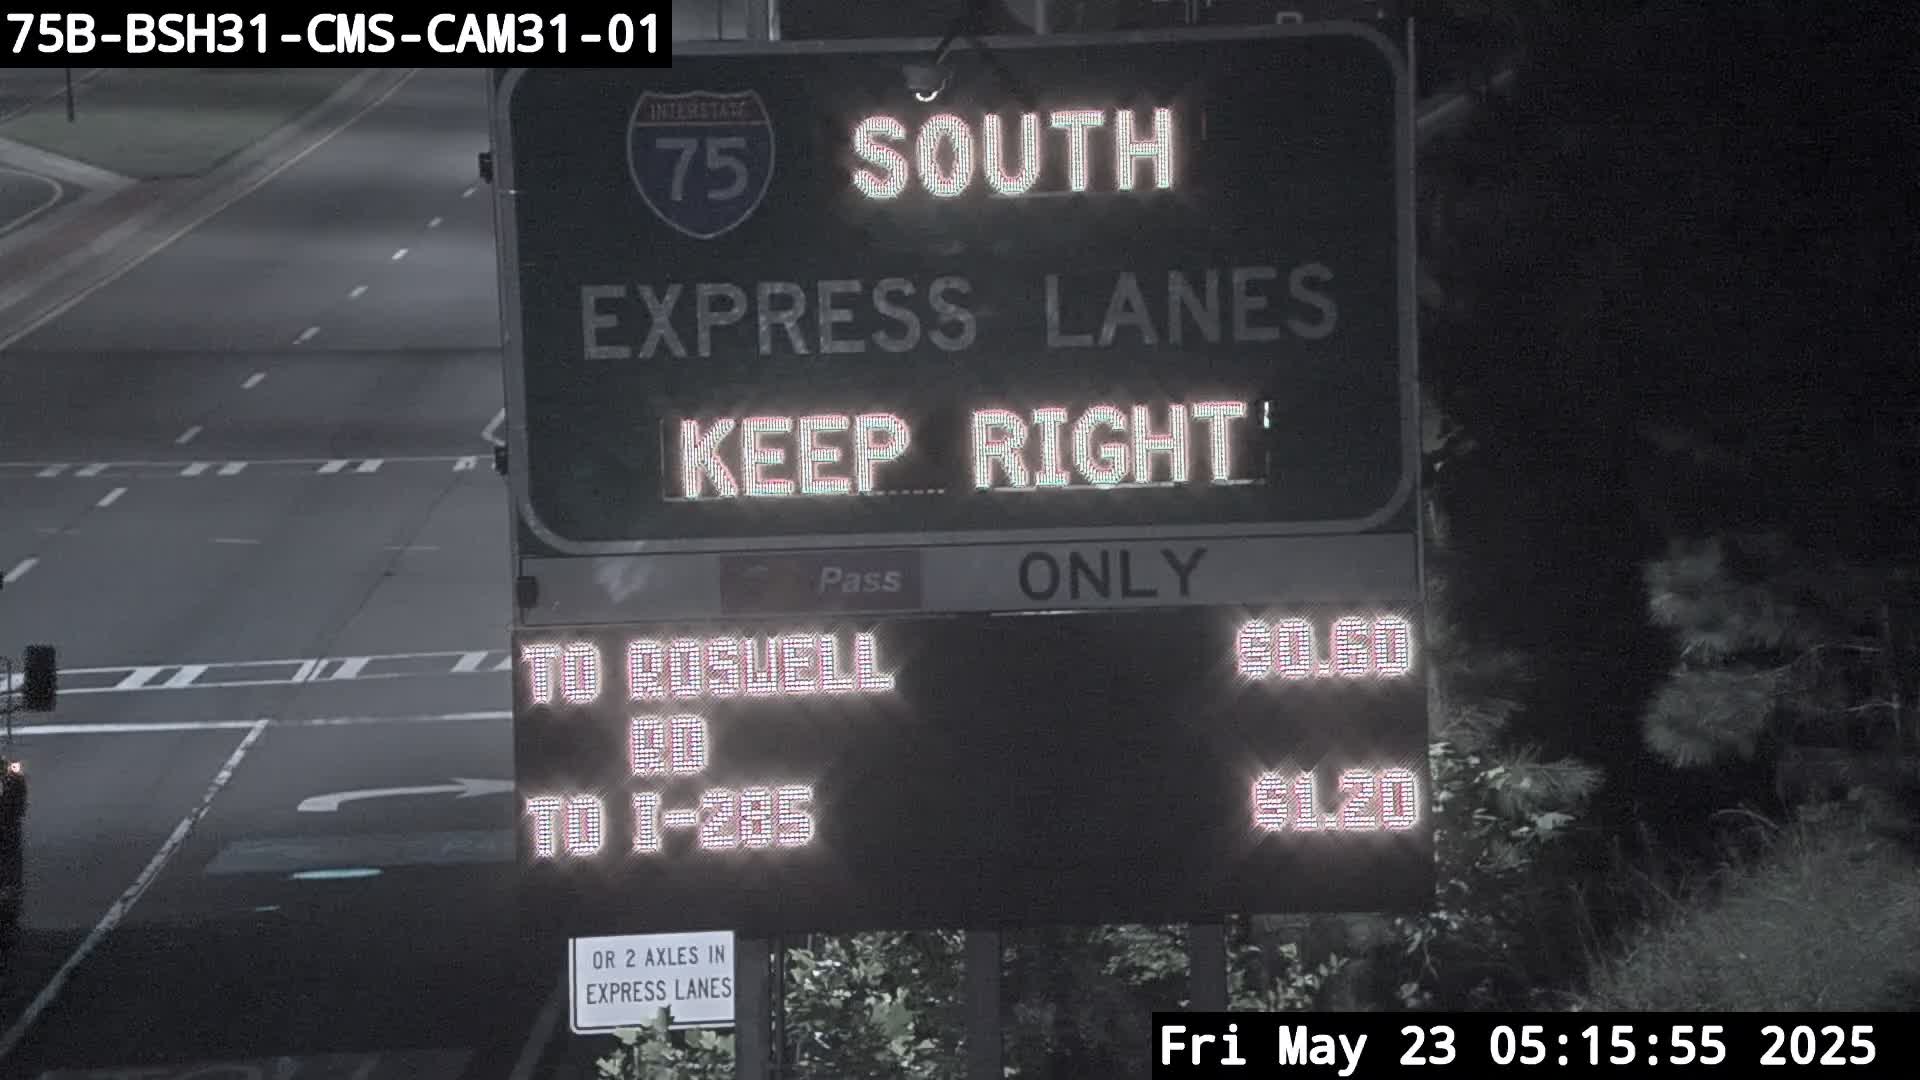 75B-BSH31-CMS-CAM31-01
INTERSTATE
75
SOUTH
EXPRESS LANES
KEEP RIGHT
Pass ONLY
TO ROSWELL $0.60
RD
TO I-285 $1.20
OR 2 AXLES IN
EXPRESS LANES
Fri May 23 05:15:55 2025